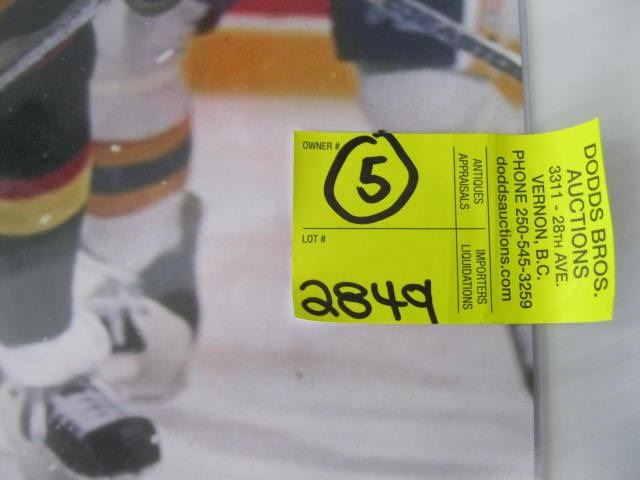 OWNER #
5
LOT #
2849
ANTIQUES
APPRAISALS
IMPORTERS
LIQUIDATIONS
DODDS BROS.
AUCTIONS
3311 - 28TH AVE.
VERNON, B.C.
PHONE 250-545-3259
doddsauctions.com